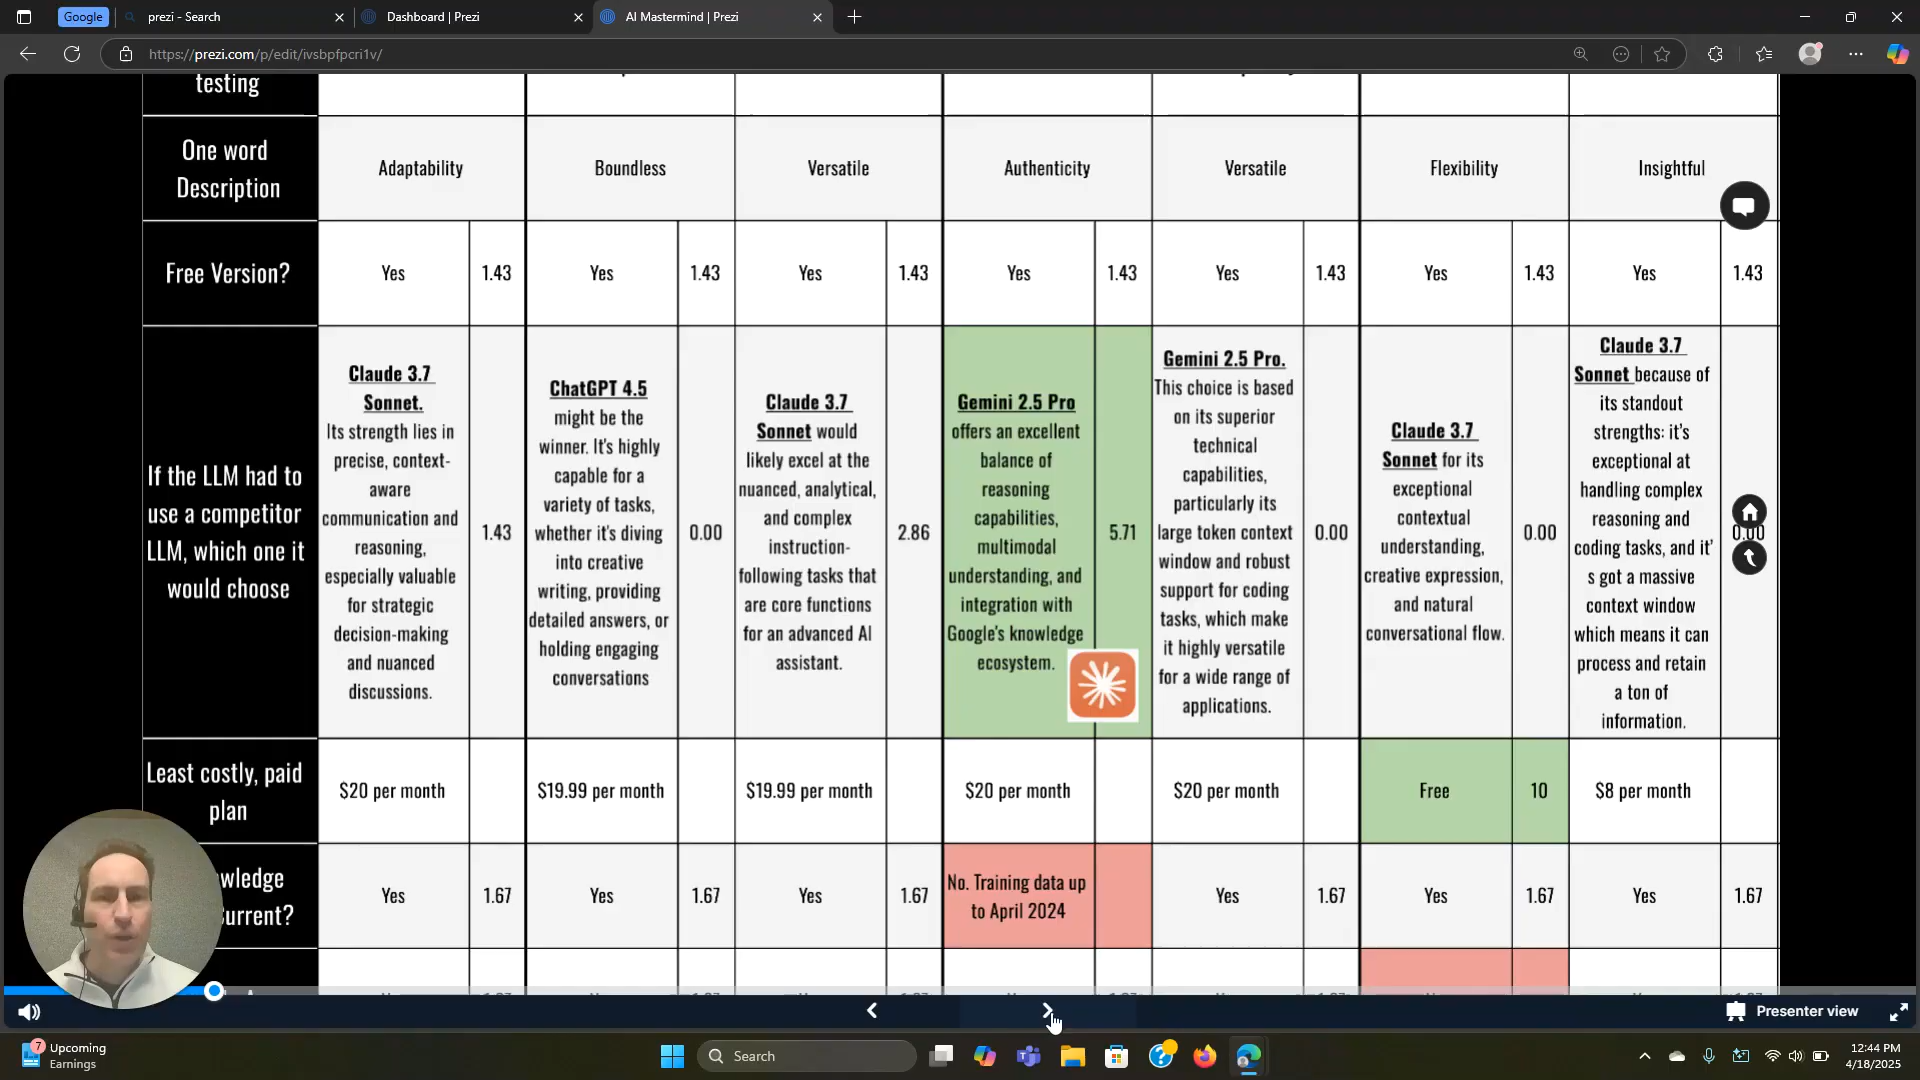 Google
prezi - Search
Dashboard | Prezi
AI Mastermind | Prezi
https://prezi.com/p/edit/ivsbpfpcri1v/
testing
One word
Description
Adaptability
Boundless
Versatile
Authenticity
Versatile
Flexibility
Insightful
Free Version?
Yes
1.43
Yes
1.43
Yes
1.43
Yes
1.43
Yes
1.43
Yes
1.43
Yes
1.43
If the LLM had to
use a competitor
LLM, which one it
would choose
Claude 3.7
Sonnet.
Its strength lies in
precise, context-
aware
communication and
reasoning,
especially valuable
for strategic
decision-making
and nuanced
discussions.
1.43
ChatGPT 4.5
might be the
winner. It's highly
capable for a
variety of tasks,
whether it's diving
into creative
writing, providing
detailed answers, or
holding engaging
conversations
0.00
Claude 3.7
Sonnet would
likely excel at the
nuanced, analytical,
and complex
instruction-
following tasks that
are core functions
for an advanced AI
assistant.
2.86
Gemini 2.5 Pro
offers an excellent
balance of
reasoning
capabilities,
multimodal
understanding, and
integration with
Google's knowledge
ecosystem.
5.71
Gemini 2.5 Pro.
This choice is based
on its superior
technical
capabilities,
particularly its
large token context
window and robust
support for coding
tasks, which make
it highly versatile
for a wide range of
applications.
0.00
Claude 3.7
Sonnet for its
exceptional
contextual
understanding,
creative expression,
and natural
conversational flow.
0.00
Claude 3.7
Sonnet because of
its standout
strengths: it's
exceptional at
handling complex
reasoning and
coding tasks, and it'
s got a massive
context window
which means it can
process and retain
a ton of
information.
0.00
Least costly, paid
plan
$20 per month
$19.99 per month
$19.99 per month
$20 per month
$20 per month
Free
10
$8 per month
Yes
1.67
Yes
1.67
Yes
1.67
No. Training data up
to April 2024
Yes
1.67
Yes
1.67
Yes
1.67
Presenter view
7
Upcoming
Earnings
Search
12:44 PM
4/18/2025